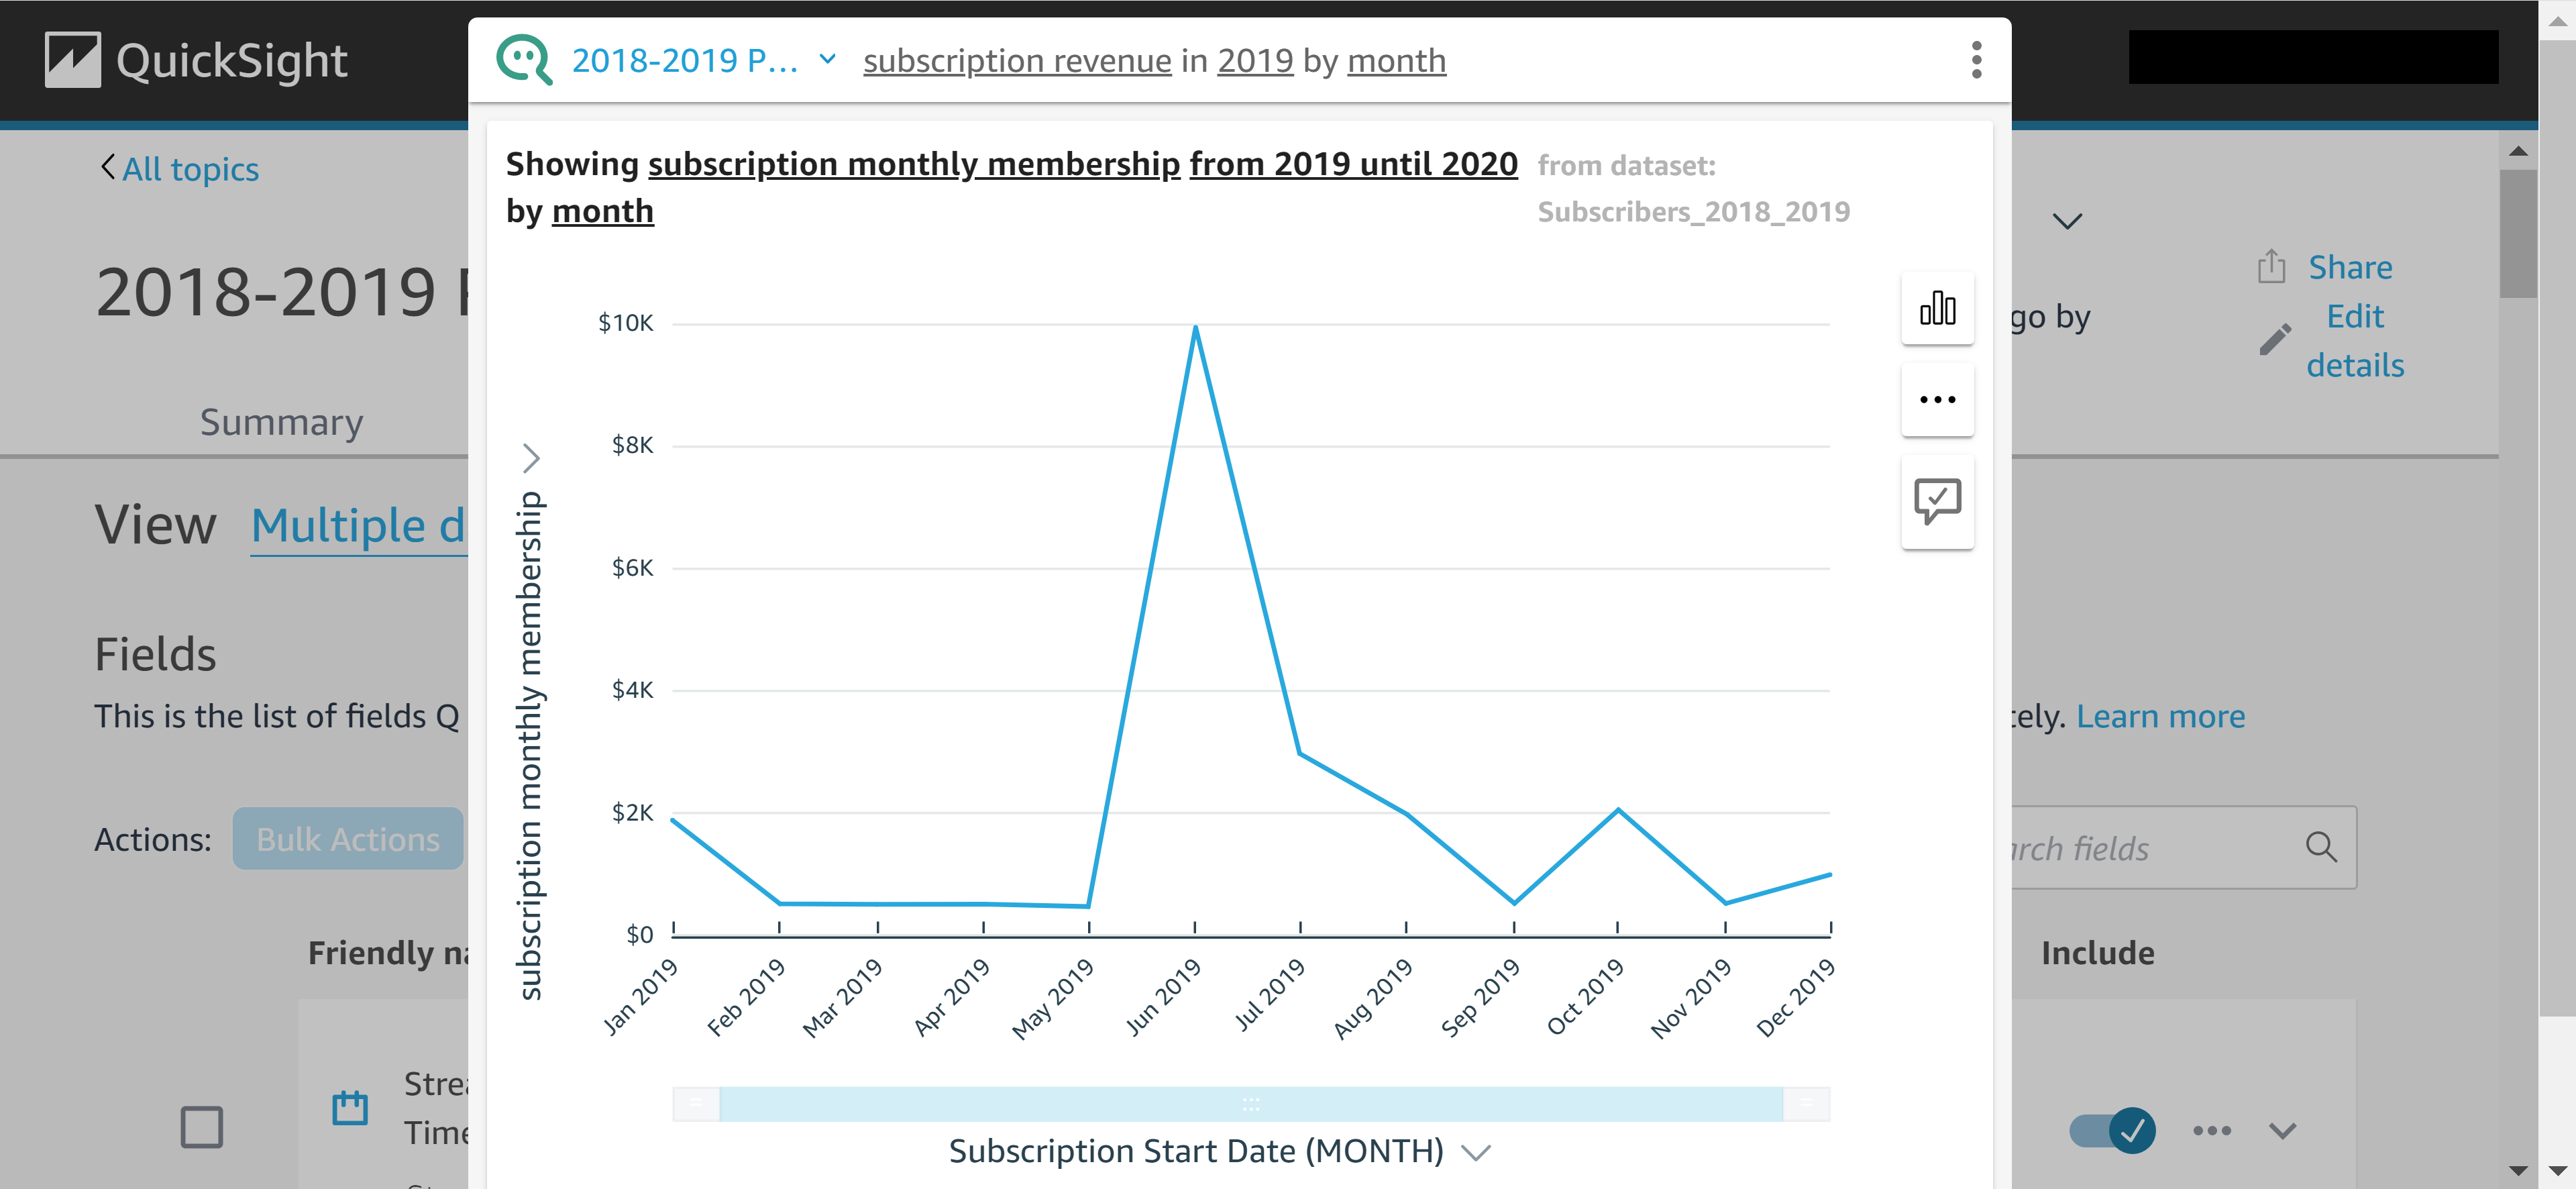 QuickSight
2018-2019 P...
subscription revenue in 2019 by month
All topics
Showing subscription monthly membership from 2019 until 2020
by month
from dataset:
Subscribers_2018_2019
2018-2019
Share
go by
Edit
details
Summary
View Multiple d
Fields
This is the list of fields Q
ely. Learn more
Actions: Bulk Actions
arch fields
Friendly na
Include
Strea
Time
subscription monthly membership
$10K
$8K
$6K
$4K
$2K
$0
Jan 2019
Feb 2019
Mar 2019
Apr 2019
May 2019
Jun 2019
Jul 2019
Aug 2019
Sep 2019
Oct 2019
Nov 2019
Dec 2019
Subscription Start Date (MONTH)